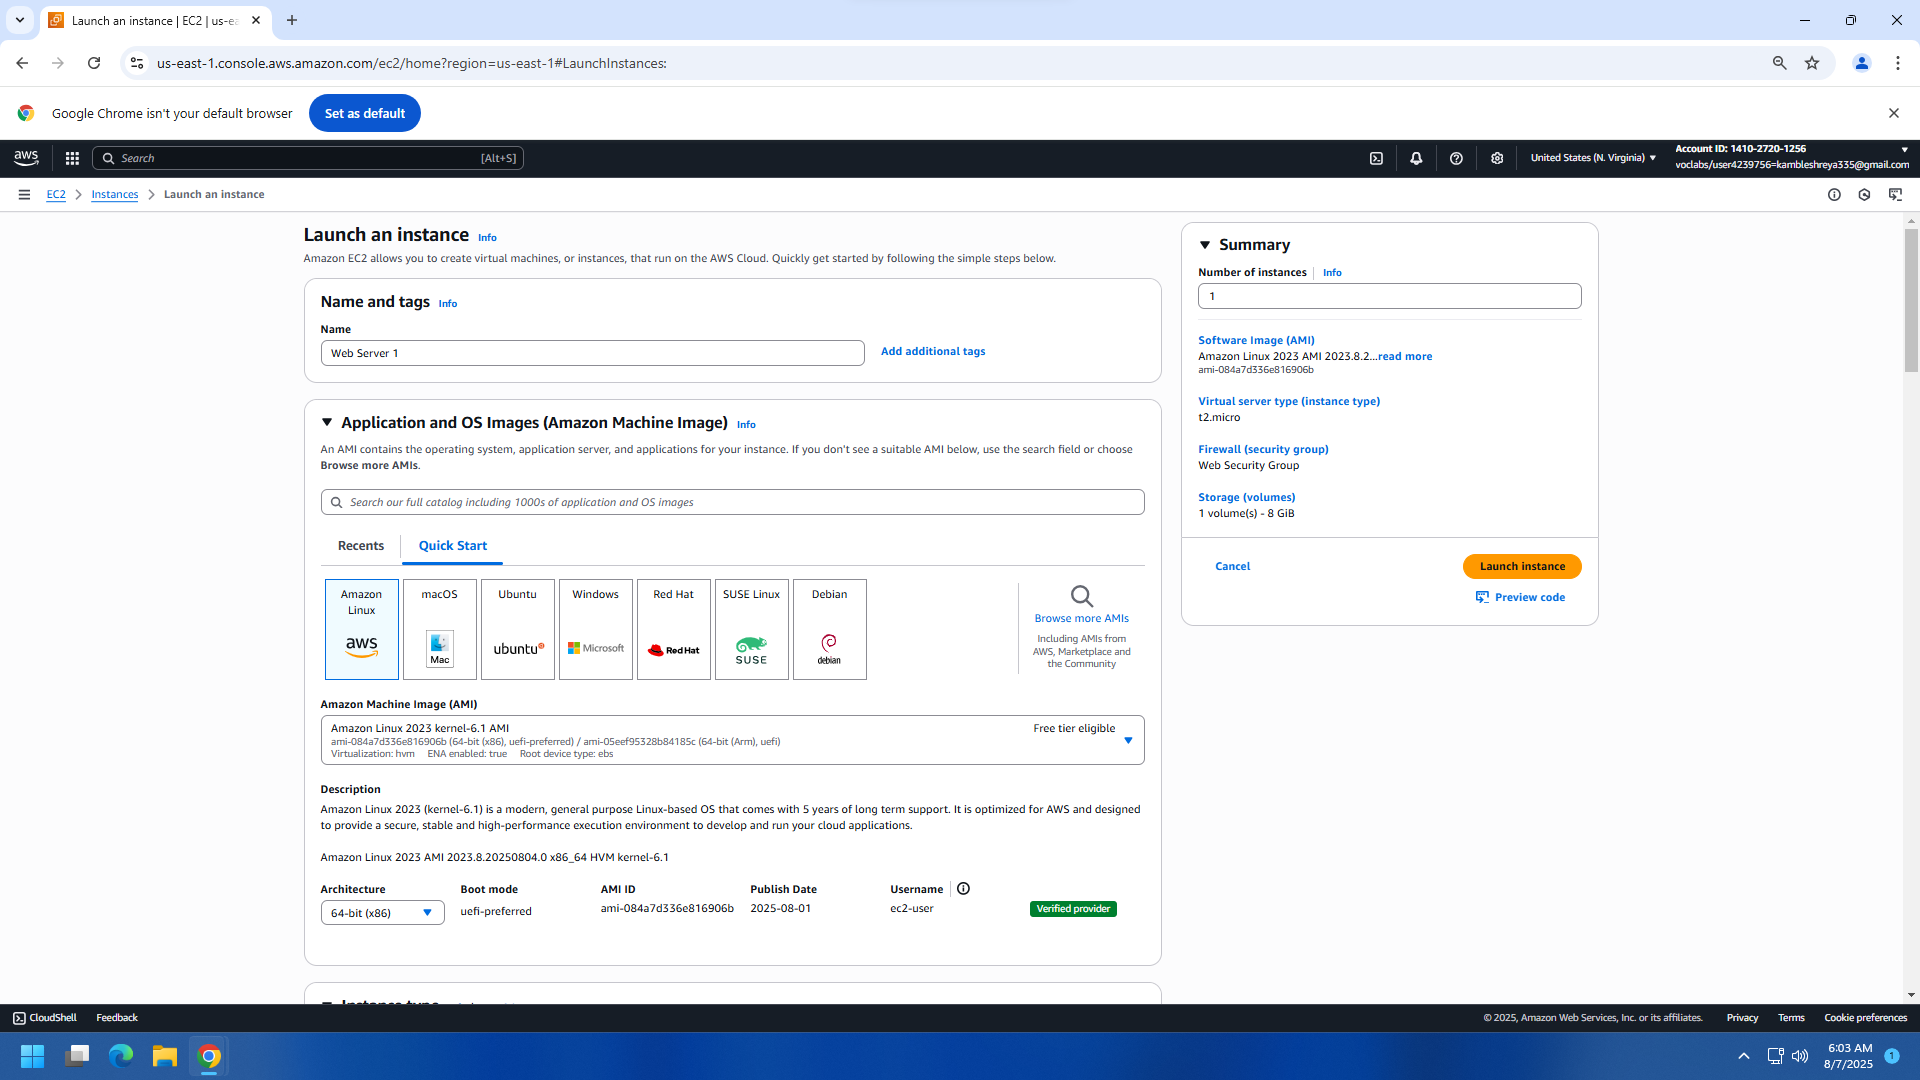 Launch an instance | EC2 | us-ea
us-east-1.console.aws.amazon.com/ec2/home?region=us-east-1#LaunchInstances:
Google Chrome isn't your default browser
Set as default
aws
Search
[Alt+S]
United States (N. Virginia)
Account ID: 1410-2720-1256
voclabs/user4239756=kambleshreya335@gmail.com
EC2
Instances
Launch an instance
Launch an instance
Info
Amazon EC2 allows you to create virtual machines, or instances, that run on the AWS Cloud. Quickly get started by following the simple steps below.
Name and tags
Info
Name
Web Server 1
Add additional tags
Application and OS Images (Amazon Machine Image)
Info
An AMI contains the operating system, application server, and applications for your instance. If you don't see a suitable AMI below, use the search field or choose
Browse more AMIs.
Search our full catalog including 1000s of application and OS images
Recents
Quick Start
Amazon
Linux
aws
macOS
Mac
Ubuntu
ubuntu
Windows
Microsoft
Red Hat
Red Hat
SUSE Linux
SUSE
Debian
debian
Browse more AMIs
Including AMIs from
AWS, Marketplace and
the Community
Amazon Machine Image (AMI)
Amazon Linux 2023 kernel-6.1 AMI
Free tier eligible
ami-084a7d336e816906b (64-bit (x86), uefi-preferred) / ami-05eef95328b84185c (64-bit (Arm), uefi)
Virtualization: hvm ENA enabled: true Root device type: ebs
Description
Amazon Linux 2023 (kernel-6.1) is a modern, general purpose Linux-based OS that comes with 5 years of long term support. It is optimized for AWS and designed
to provide a secure, stable and high-performance execution environment to develop and run your cloud applications.
Amazon Linux 2023 AMI 2023.8.20250804.0 x86_64 HVM kernel-6.1
Architecture
64-bit (x86)
Boot mode
uefi-preferred
AMI ID
ami-084a7d336e816906b
Publish Date
2025-08-01
Username
ec2-user
Verified provider
Instance type
Summary
Number of instances
Info
1
Software Image (AMI)
Amazon Linux 2023 AMI 2023.8.2...read more
ami-084a7d336e816906b
Virtual server type (instance type)
t2.micro
Firewall (security group)
Web Security Group
Storage (volumes)
1 volume(s) - 8 GiB
Cancel
Launch instance
Preview code
CloudShell
Feedback
© 2025, Amazon Web Services, Inc. or its affiliates.
Privacy
Terms
Cookie preferences
6:03 AM
8/7/2025
1